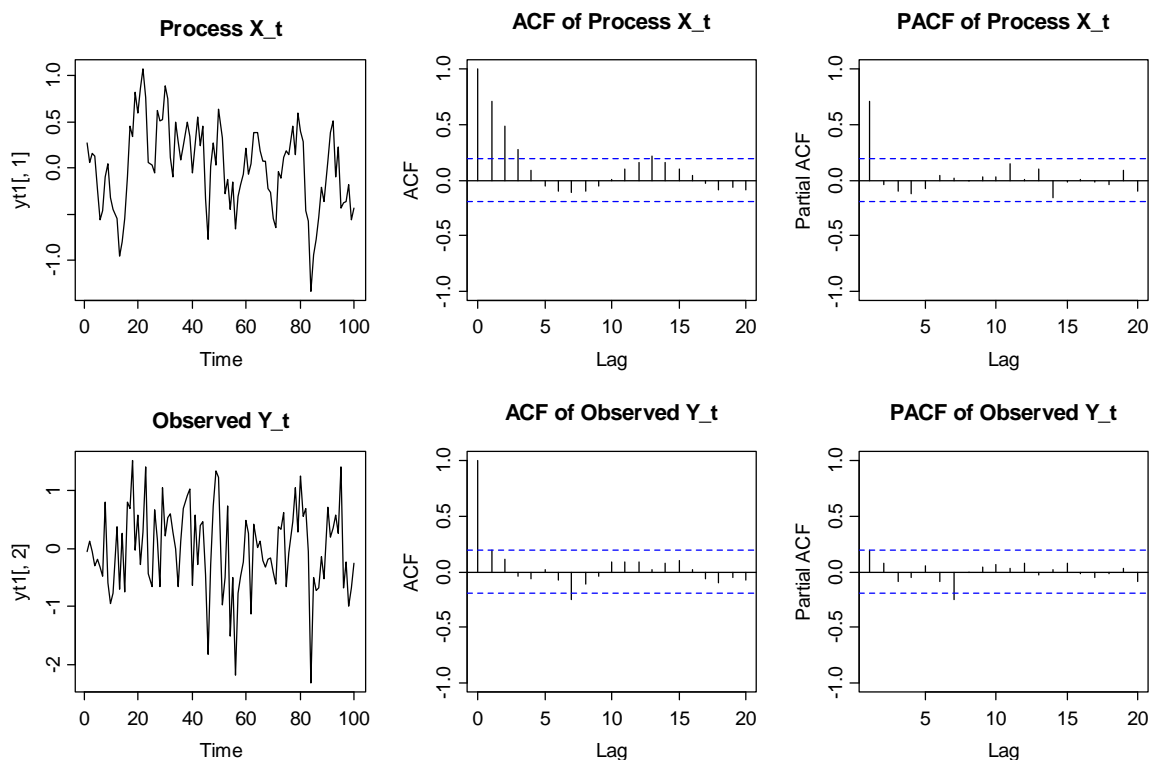 Process X_t
ACF of Process X_t
PACF of Process X_t
yt1[, 1]
-1.0 0.0 0.5 1.0
0 20 40 60 80 100
Time
ACF
-1.0 -0.5 0.0 0.5 1.0
0 5 10 15 20
Lag
Partial ACF
-1.0 -0.5 0.0 0.5 1.0
5 10 15 20
Lag
Observed Y_t
ACF of Observed Y_t
PACF of Observed Y_t
yt1[, 2]
-2 -1 0 1
0 20 40 60 80 100
Time
ACF
-1.0 -0.5 0.0 0.5 1.0
0 5 10 15 20
Lag
Partial ACF
-1.0 -0.5 0.0 0.5 1.0
5 10 15 20
Lag